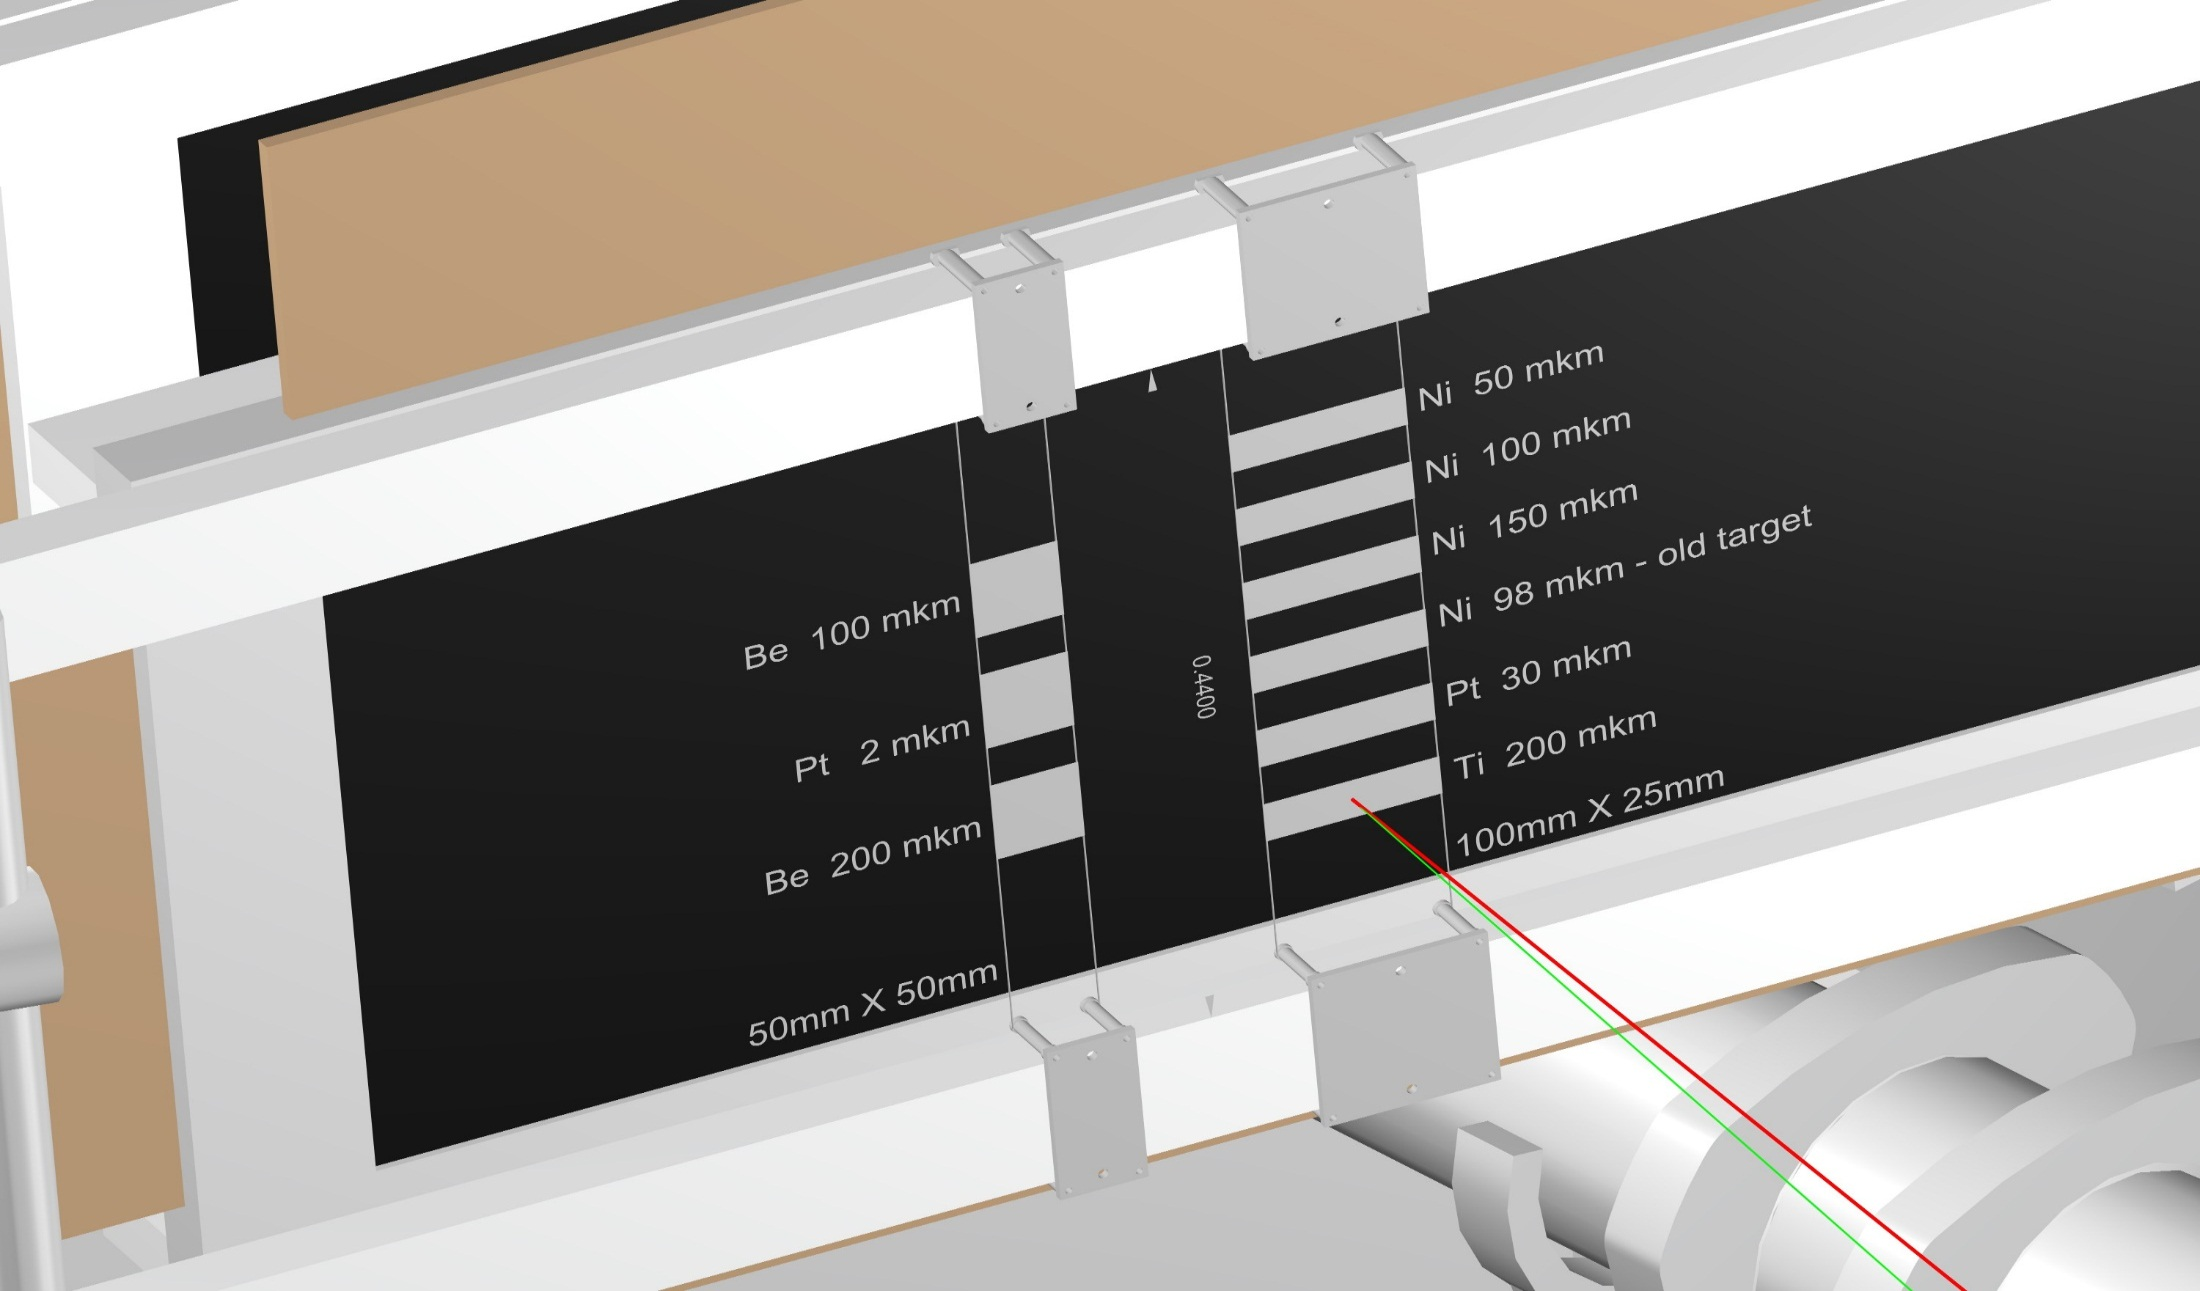 Be  100 mkm
Pt   2 mkm
Be  200 mkm
50mm X 50mm
0.4400
Ni  50 mkm
Ni  100 mkm
Ni  150 mkm
Ni  98 mkm - old target
Pt  30 mkm
Ti  200 mkm
100mm X 25mm